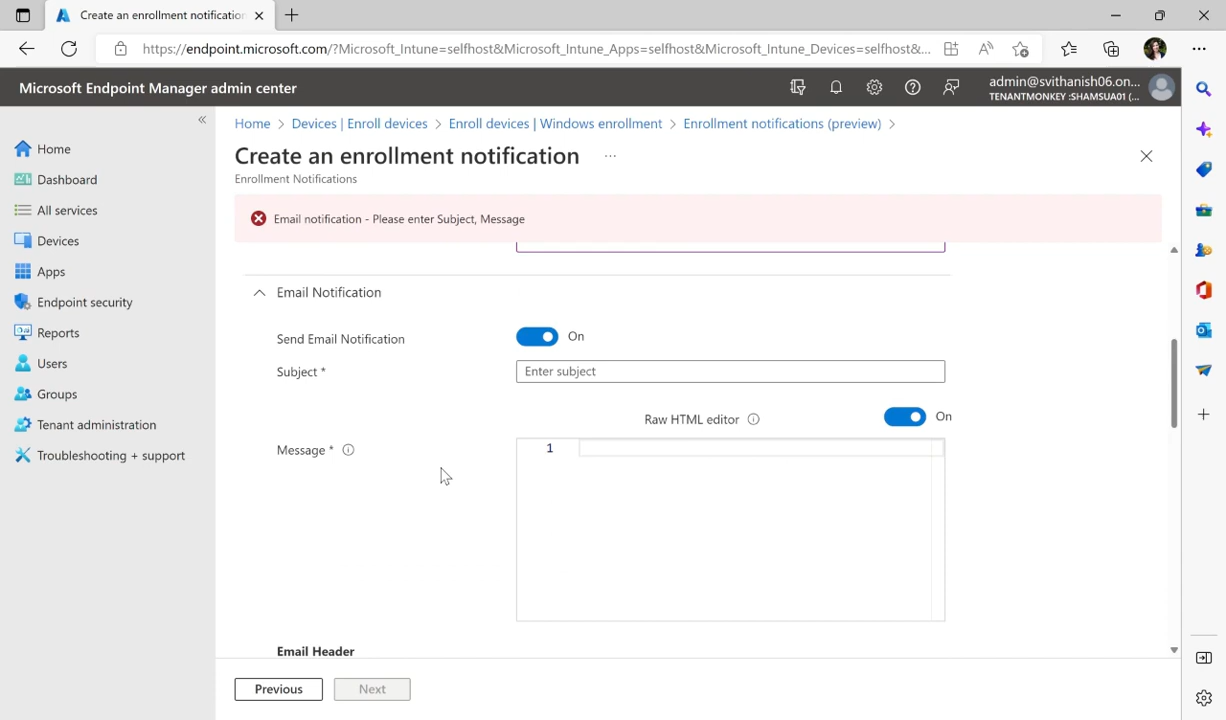 Create an enrollment notification
https://endpoint.microsoft.com/?Microsoft_Intune=selfhost&Microsoft_Intune_Apps=selfhost&Microsoft_Intune_Devices=selfhost&...
Microsoft Endpoint Manager admin center
admin@svithanish06.on...
TENANTMONKEY :SHAMSUA01 (...
Home
Dashboard
All services
Devices
Apps
Endpoint security
Reports
Users
Groups
Tenant administration
Troubleshooting + support
Home > Devices | Enroll devices > Enroll devices | Windows enrollment > Enrollment notifications (preview) >
Create an enrollment notification ...
Enrollment Notifications
Email notification - Please enter Subject, Message
Email Notification
Send Email Notification On
Subject * Enter subject
Raw HTML editor On
Message * 1
Email Header
Previous Next